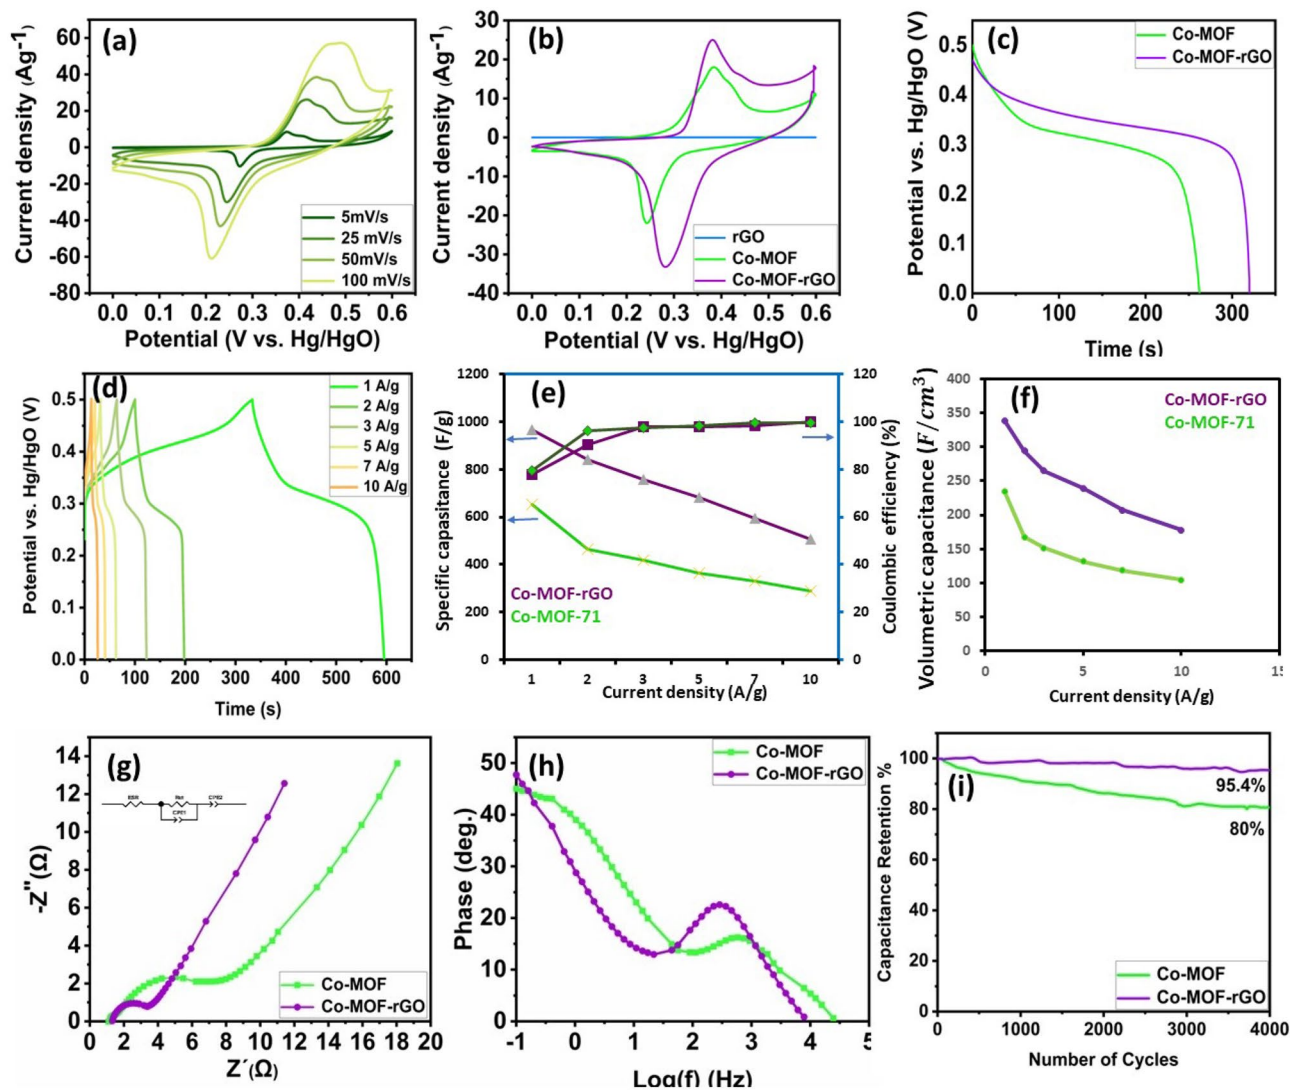 (a)
Current density (Ag⁻¹)
60
40
20
0
-20
-40
-60
-80
0.0 0.1 0.2 0.3 0.4 0.5 0.6
Potential (V vs. Hg/HgO)
5mV/s
25 mV/s
50mV/s
100 mV/s
(b)
Current density (Ag⁻¹)
30
20
10
0
-10
-20
-30
-40
0.0 0.1 0.2 0.3 0.4 0.5 0.6
Potential (V vs. Hg/HgO)
rGO
Co-MOF
Co-MOF-rGO
(c)
Potential vs. Hg/HgO (V)
0.5
0.4
0.3
0.2
0.1
0.0
0 100 200 300
Time (s)
Co-MOF
Co-MOF-rGO
(d)
Potential vs. Hg/HgO (V)
0.5
0.4
0.3
0.2
0.1
0.0
0 100 200 300 400 500 600
Time (s)
1 A/g
2 A/g
3 A/g
5 A/g
7 A/g
10 A/g
(e)
Specific capasitance (F/g)
1200
1000
800
600
400
200
0
120
100
80
60
40
20
0
Coulombic efficiency (%)
Co-MOF-rGO
Co-MOF-71
1 2 3 5 7 10
Current density (A/g)
(f)
Volumetric capacitance (F/cm³)
400
350
300
250
200
150
100
50
0
0 5 10 15
Current density (A/g)
Co-MOF-rGO
Co-MOF-71
(g)
-Z"(Ω)
14
12
10
8
6
4
2
0
0 2 4 6 8 10 12 14 16 18 20
Z´(Ω)
ESR
CPE1
CPE2
Co-MOF
Co-MOF-rGO
(h)
Phase (deg.)
50
40
30
20
10
0
-1 0 1 2 3 4 5
Log(f) (Hz)
Co-MOF
Co-MOF-rGO
(i)
Capacitance Retention %
100
80
60
40
20
0
0 1000 2000 3000 4000
Number of Cycles
95.4%
80%
Co-MOF
Co-MOF-rGO